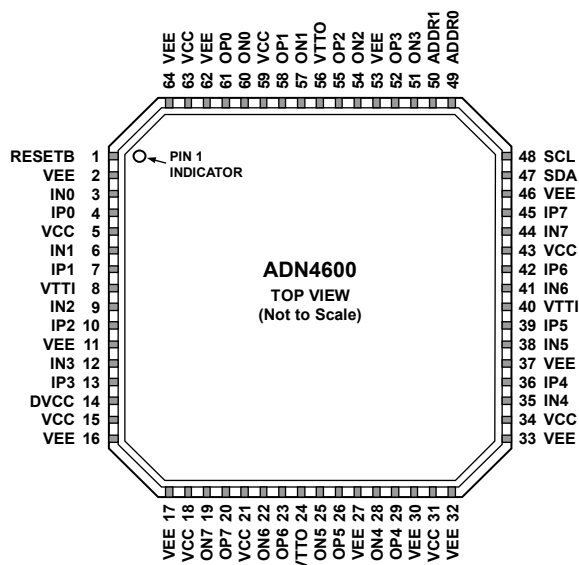 64 VEE
63 VCC
62 VEE
61 OP0
60 ON0
59 VCC
58 OP1
57 ON1
56 VTTO
55 OP2
54 ON2
53 VEE
52 OP3
51 ON3
50 ADDR1
49 ADDR0
RESETB 1
VEE 2
IN0 3
IP0 4
VCC 5
IN1 6
IP1 7
VTTI 8
IN2 9
IP2 10
VEE 11
IN3 12
IP3 13
DVCC 14
VCC 15
VEE 16
PIN 1
INDICATOR
ADN4600
TOP VIEW
(Not to Scale)
48 SCL
47 SDA
46 VEE
45 IP7
44 IN7
43 VCC
42 IP6
41 IN6
40 VTTI
39 IP5
38 IN5
37 VEE
36 IP4
35 IN4
34 VCC
33 VEE
VEE 17
VCC 18
ON7 19
OP7 20
VCC 21
ON6 22
OP6 23
VTTO 24
ON5 25
OP5 26
VEE 27
ON4 28
OP4 29
VEE 30
VCC 31
VEE 32